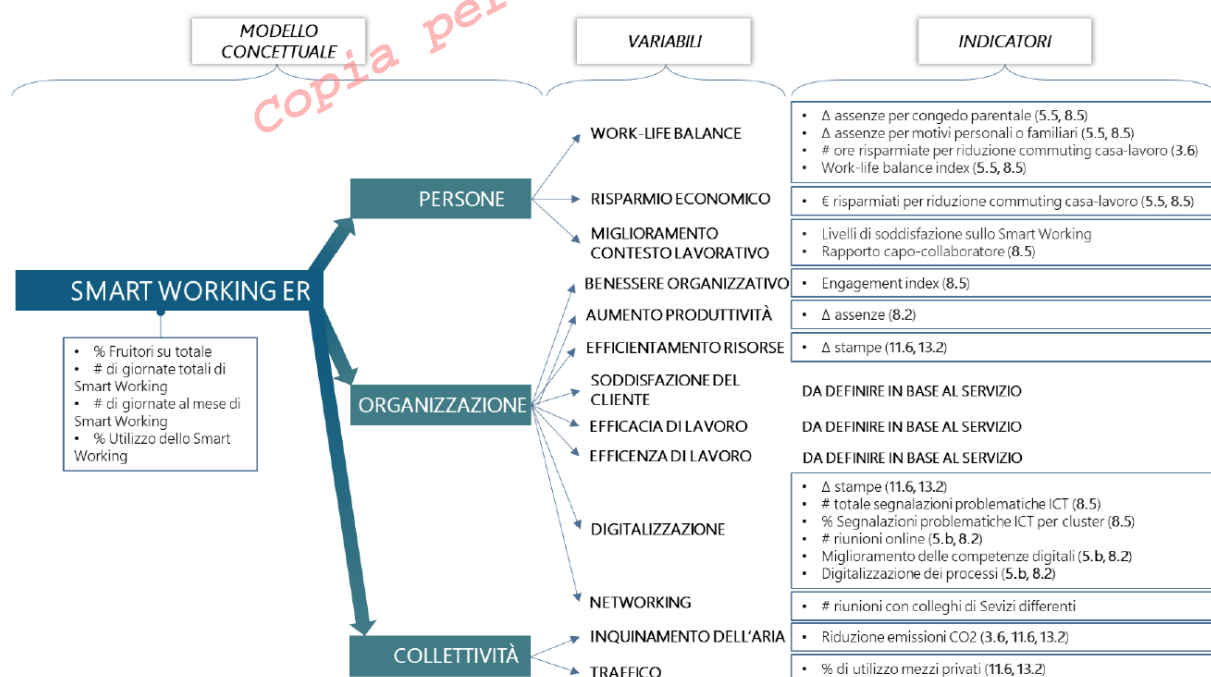 MODELLO
CONCETTUALE
VARIABILI
INDICATORI
Copia per
SMART WORKING ER
• % Fruitori su totale
• # di giornate totali di
Smart Working
• # di giornate al mese di
Smart Working
• % Utilizzo dello Smart
Working
PERSONE
WORK-LIFE BALANCE
• Δ assenze per congedo parentale (5.5, 8.5)
• Δ assenze per motivi personali o familiari (5.5, 8.5)
• # ore risparmiate per riduzione commuting casa-lavoro (3.6)
• Work-life balance index (5.5, 8.5)
RISPARMIO ECONOMICO
• € risparmiati per riduzione commuting casa-lavoro (5.5, 8.5)
MIGLIORAMENTO
CONTESTO LAVORATIVO
• Livelli di soddisfazione sullo Smart Working
• Rapporto capo-collaboratore (8.5)
ORGANIZZAZIONE
BENESSERE ORGANIZZATIVO
• Engagement index (8.5)
AUMENTO PRODUTTIVITÀ
• Δ assenze (8.2)
EFFICIENTAMENTO RISORSE
• Δ stampe (11.6, 13.2)
SODDISFAZIONE DEL
CLIENTE
DA DEFINIRE IN BASE AL SERVIZIO
EFFICACIA DI LAVORO
DA DEFINIRE IN BASE AL SERVIZIO
EFFICENZA DI LAVORO
DA DEFINIRE IN BASE AL SERVIZIO
DIGITALIZZAZIONE
• Δ stampe (11.6, 13.2)
• # totale segnalazioni problematiche ICT (8.5)
• % Segnalazioni problematiche ICT per cluster (8.5)
• # riunioni online (5.b, 8.2)
• Miglioramento delle competenze digitali (5.b, 8.2)
• Digitalizzazione dei processi (5.b, 8.2)
NETWORKING
• # riunioni con colleghi di Sevizi differenti
COLLETTIVITÀ
INQUINAMENTO DELL'ARIA
• Riduzione emissioni CO2 (3.6, 11.6, 13.2)
TRAFFICO
• % di utilizzo mezzi privati (11.6, 13.2)